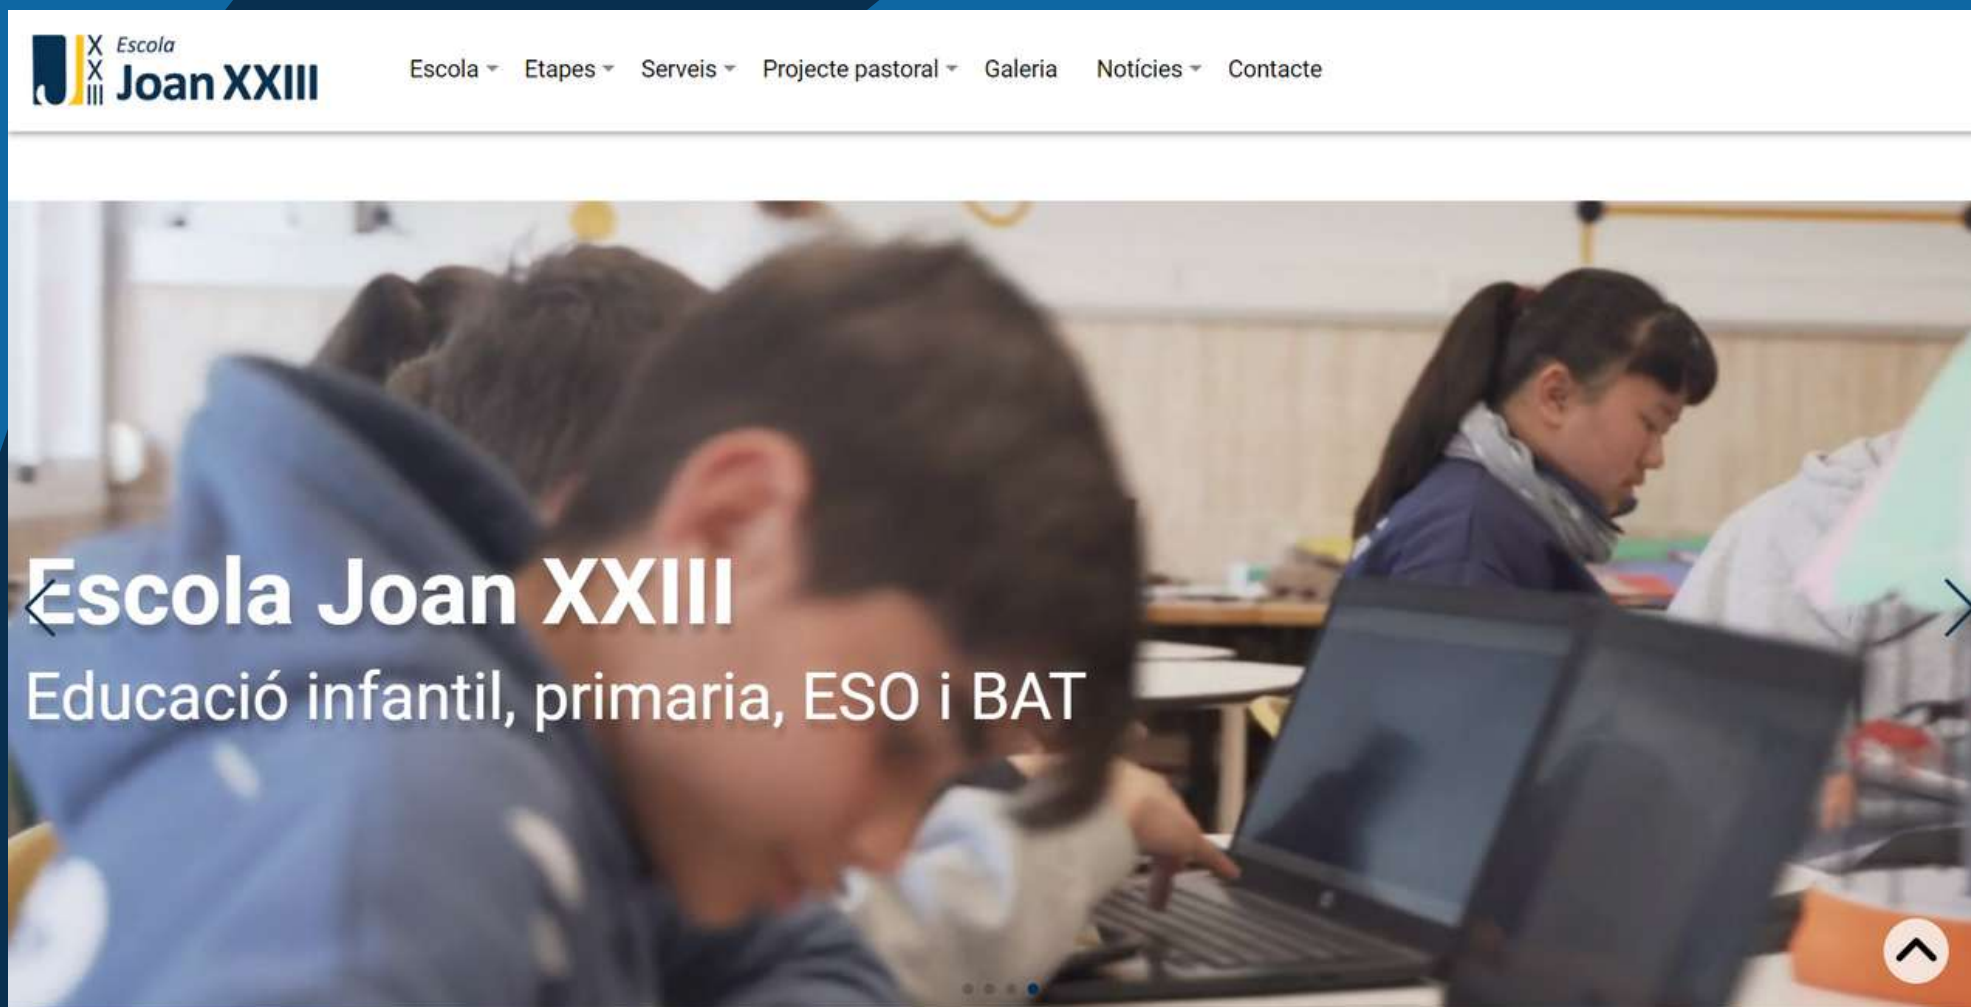 X
X
III
Escola
Joan XXIII
Escola Etapes Serveis Projecte pastoral Galeria Notícies Contacte
Escola Joan XXIII
Educació infantil, primaria, ESO i BAT